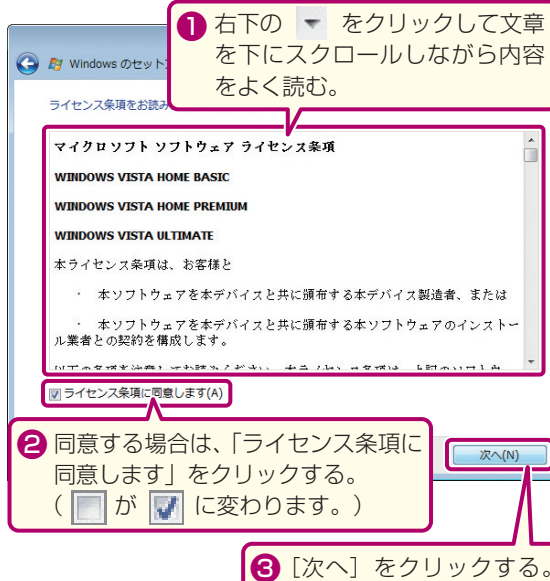 ❶ 右下の ▼ をクリックして文章
を下にスクロールしながら内容
をよく読む。
Windows のセット
ライセンス条項をお読み
マイクロソフト ソフトウェア ライセンス条項
WINDOWS VISTA HOME BASIC
WINDOWS VISTA HOME PREMIUM
WINDOWS VISTA ULTIMATE
本ライセンス条項は、お客様と
· 本ソフトウェアを本デバイスと共に頒布する本デバイス製造者、または
· 本ソフトウェアを本デバイスと共に頒布する本ソフトウェアのインストー
ル業者との契約を構成します。
ライセンス条項に同意します(A)
❷ 同意する場合は、「ライセンス条項に
同意します」をクリックする。
( が に変わります。)
次へ(N)
❸ [次へ] をクリックする。